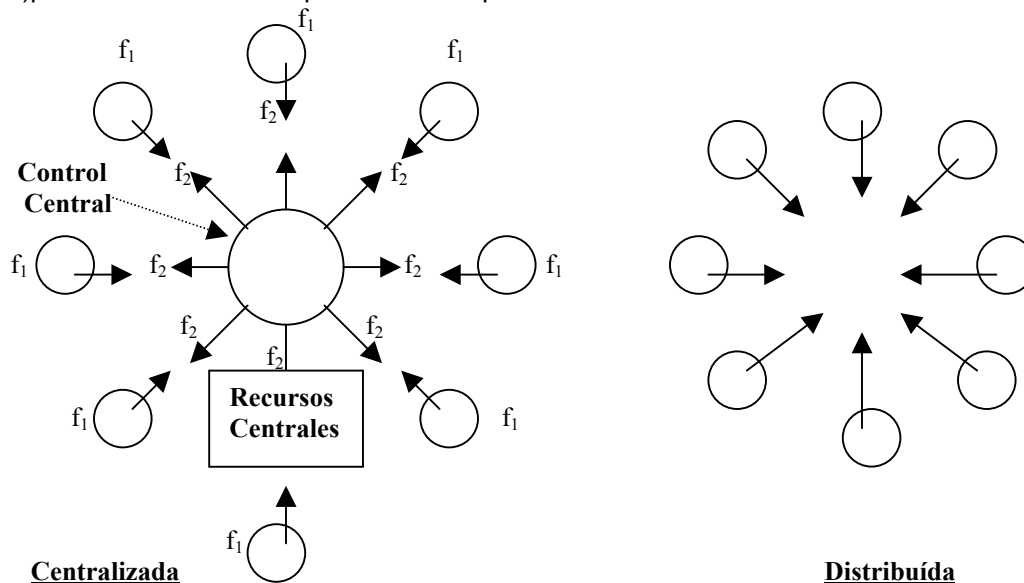 f1
f1
f1
f2
Control
Central
f2
f2
f1
f2
f2
f1
f2
f2
f2
Recursos
Centrales
f1
f1
f1
Centralizada
Distribuída